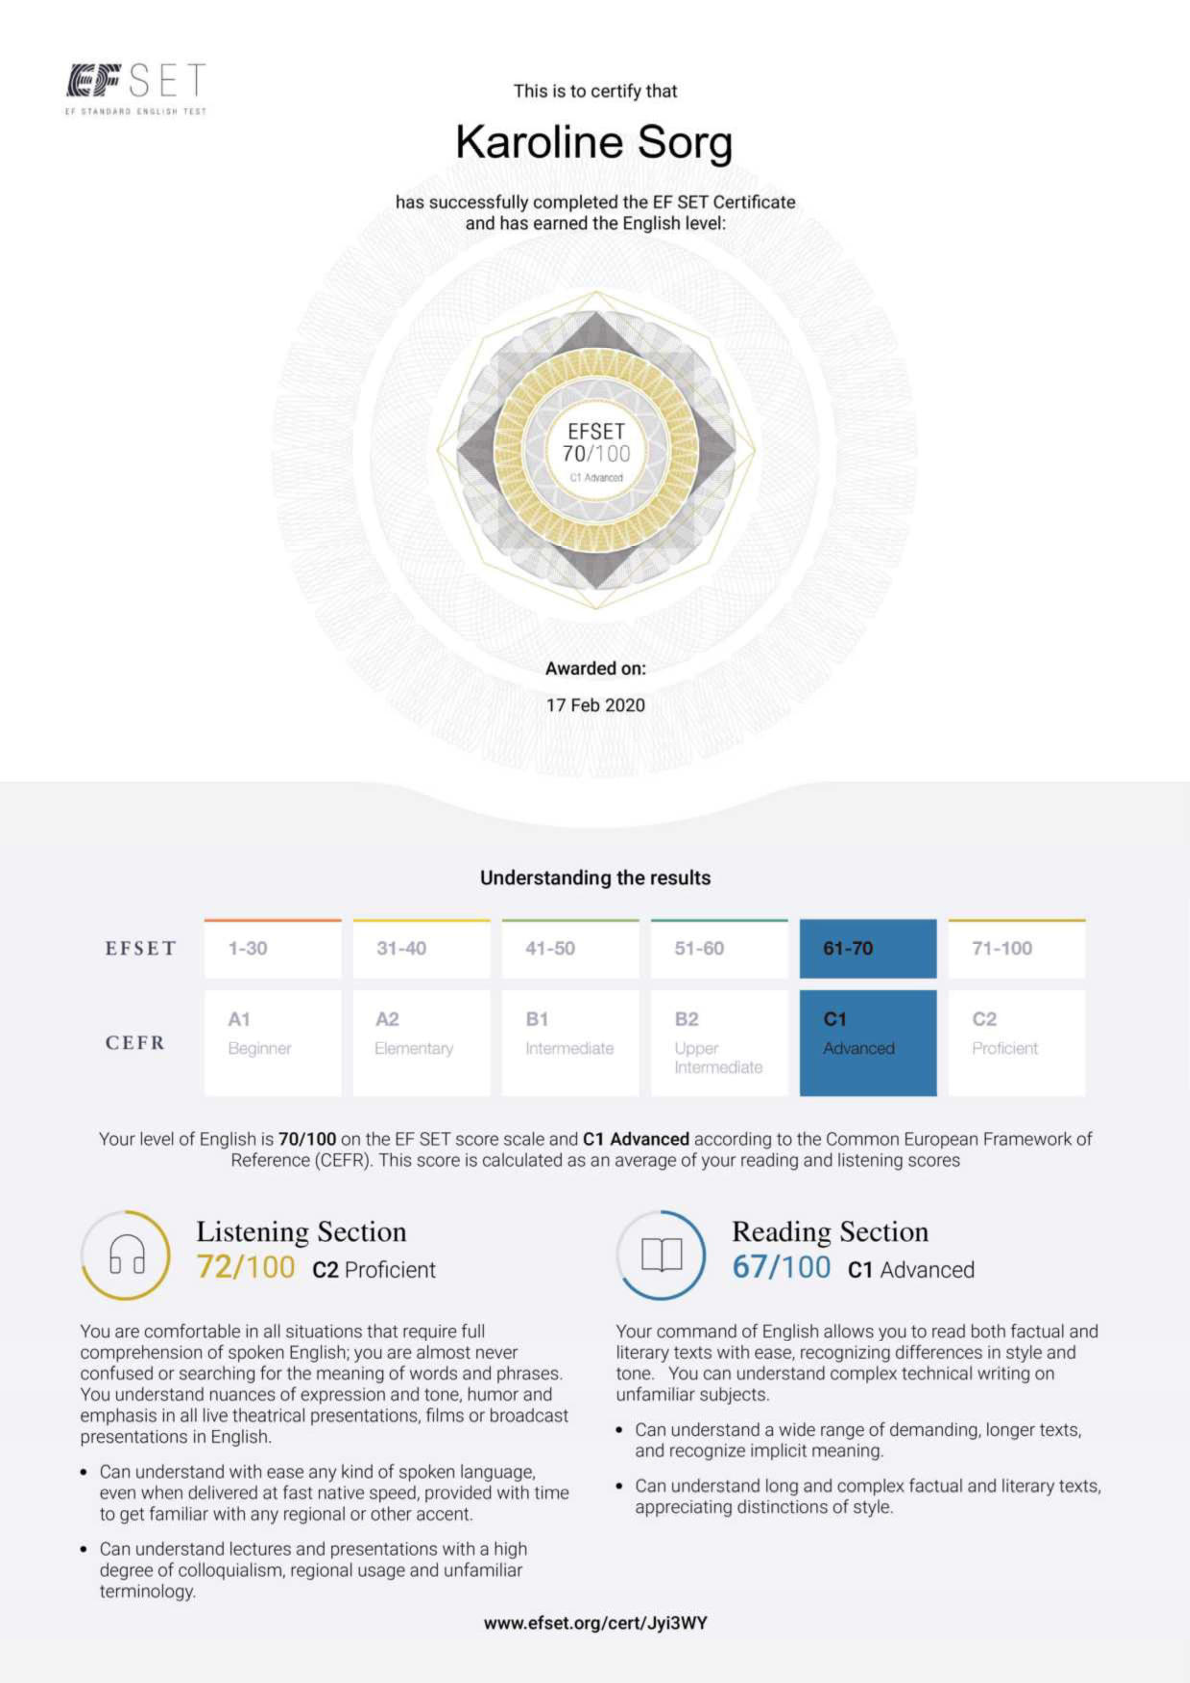 EFSET
EF STANDARD ENGLISH TEST
This is to certify that
Karoline Sorg
has successfully completed the EF SET Certificate
and has earned the English level:
EFSET
70/100
C1 Advanced
Awarded on:
17 Feb 2020
Understanding the results
EFSET 1-30 31-40 41-50 51-60 61-70 71-100
CEFR
A1 A2 B1 B2 C1 C2
Beginner Elementary Intermediate Upper Advanced Proficient
Intermediate
Your level of English is 70/100 on the EF SET score scale and C1 Advanced according to the Common European Framework of
Reference (CEFR). This score is calculated as an average of your reading and listening scores
Listening Section
72/100 C2 Proficient
You are comfortable in all situations that require full
comprehension of spoken English; you are almost never
confused or searching for the meaning of words and phrases.
You understand nuances of expression and tone, humor and
emphasis in all live theatrical presentations, films or broadcast
presentations in English.
• Can understand with ease any kind of spoken language,
even when delivered at fast native speed, provided with time
to get familiar with any regional or other accent.
• Can understand lectures and presentations with a high
degree of colloquialism, regional usage and unfamiliar
terminology.
Reading Section
67/100 C1 Advanced
Your command of English allows you to read both factual and
literary texts with ease, recognizing differences in style and
tone. You can understand complex technical writing on
unfamiliar subjects.
• Can understand a wide range of demanding, longer texts,
and recognize implicit meaning.
• Can understand long and complex factual and literary texts,
appreciating distinctions of style.
www.efset.org/cert/Jyi3WY